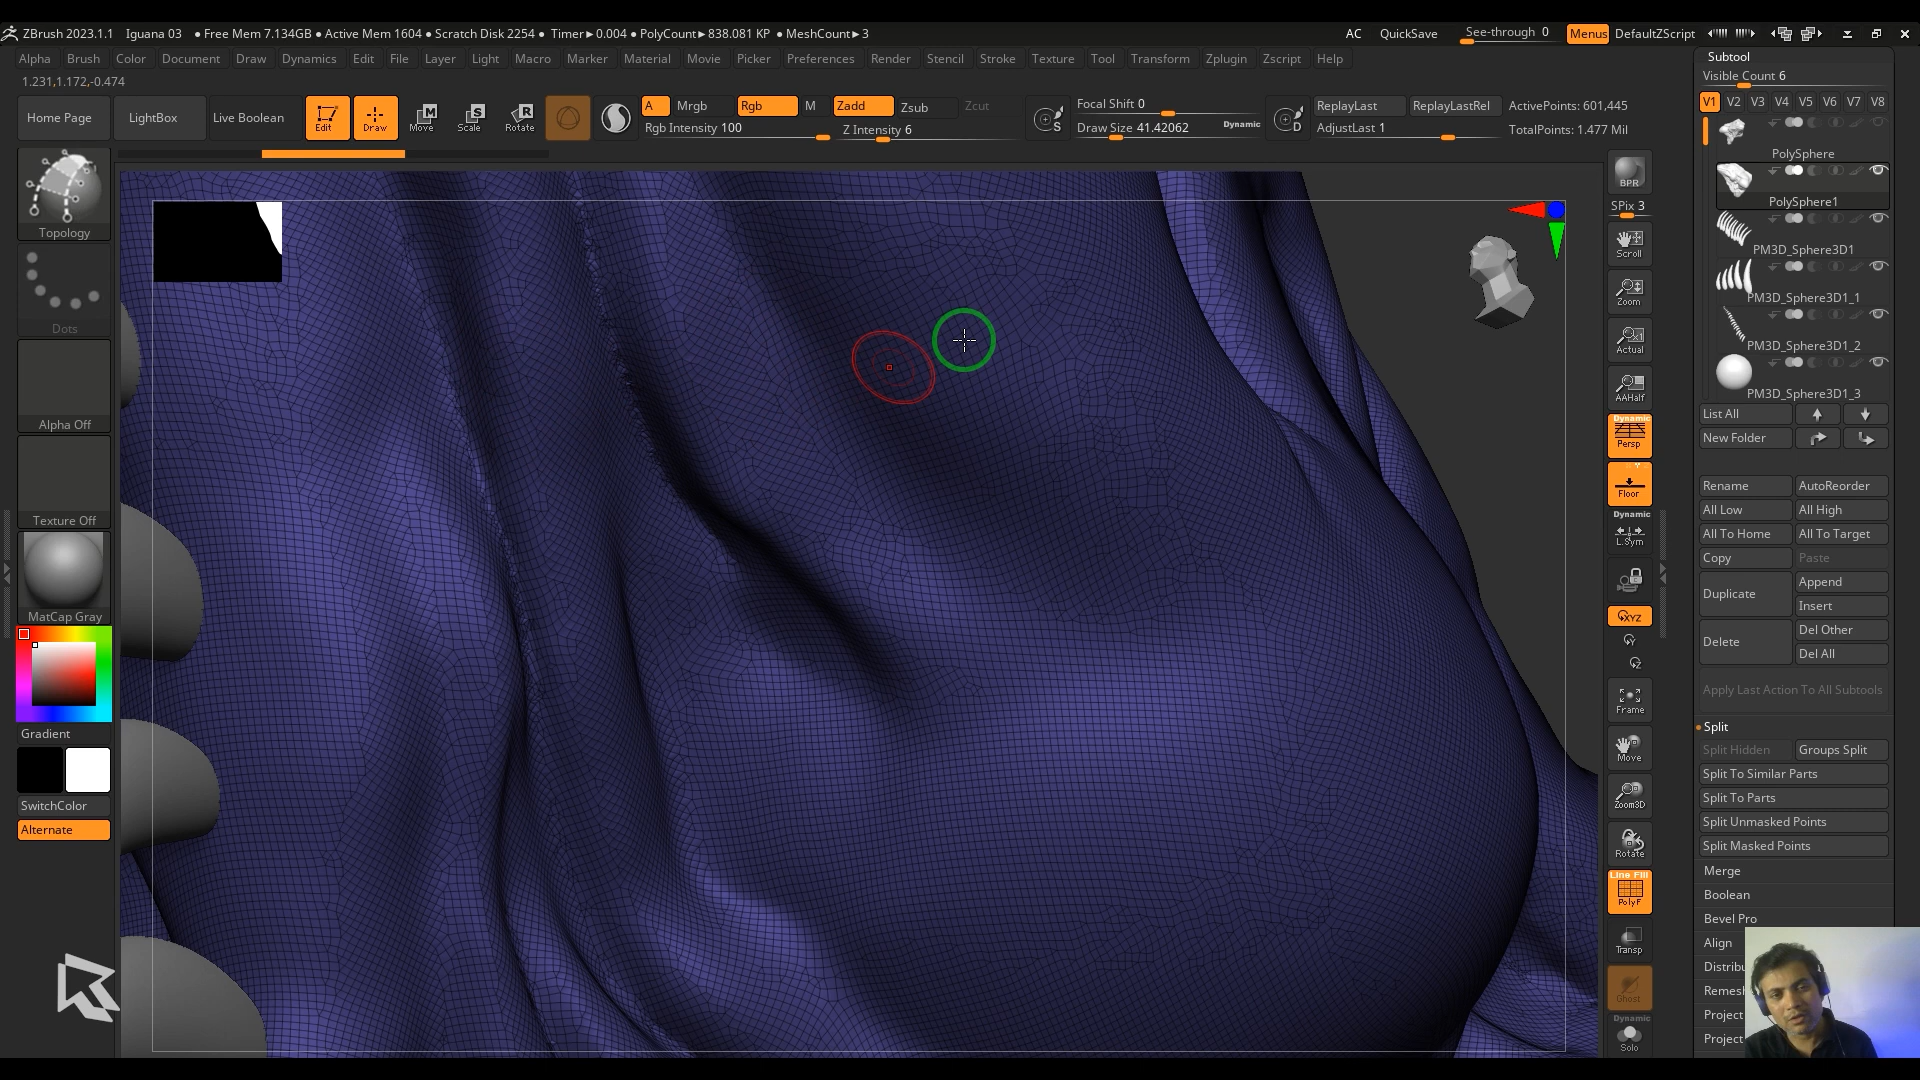 ZBrush 2023.1.1 Iguana 03 ● Free Mem 7.134GB ● Active Mem 1604 ● Scratch Disk 2254 ● Timer►0.004 ● PolyCount►838.081 KP ● MeshCount►3 AC QuickSave See-through 0 Menus DefaultZScript
Alpha Brush Color Document Draw Dynamics Edit File Layer Light Macro Marker Material Movie Picker Preferences Render Stencil Stroke Texture Tool Transform Zplugin Zscript Help
1.231,1.172,-0.474
Home Page LightBox Live Boolean Edit Draw Move Scale Rotate
A Mrgb Rgb M Zadd Zsub Zcut
Rgb Intensity 100 Z Intensity 6
S Focal Shift 0
Draw Size 41.42062 Dynamic
D ReplayLast ReplayLastRel ActivePoints: 601,445
AdjustLast 1 TotalPoints: 1.477 Mil
Topology
Dots
Alpha Off
Texture Off
MatCap Gray
Gradient
SwitchColor
Alternate
BPR
SPix 3
Scroll
Zoom
Actual
AAHalf
Dynamic
Persp
Floor
Dynamic
L.Sym
XYZ
Y
Z
Frame
Move
Zoom3D
Rotate
Line Fill
PolyF
Transp
Ghost
Dynamic
Solo
Subtool
Visible Count 6
V1 V2 V3 V4 V5 V6 V7 V8
PolySphere
PolySphere1
PM3D_Sphere3D1
PM3D_Sphere3D1_1
PM3D_Sphere3D1_2
PM3D_Sphere3D1_3
List All
New Folder
Rename AutoReorder
All Low All High
All To Home All To Target
Copy Paste
Duplicate Append
Insert
Delete Del Other
Del All
Apply Last Action To All Subtools
Split
Split Hidden Groups Split
Split To Similar Parts
Split To Parts
Split Unmasked Points
Split Masked Points
Merge
Boolean
Bevel Pro
Align
Distribu
Remesh
Project
Project